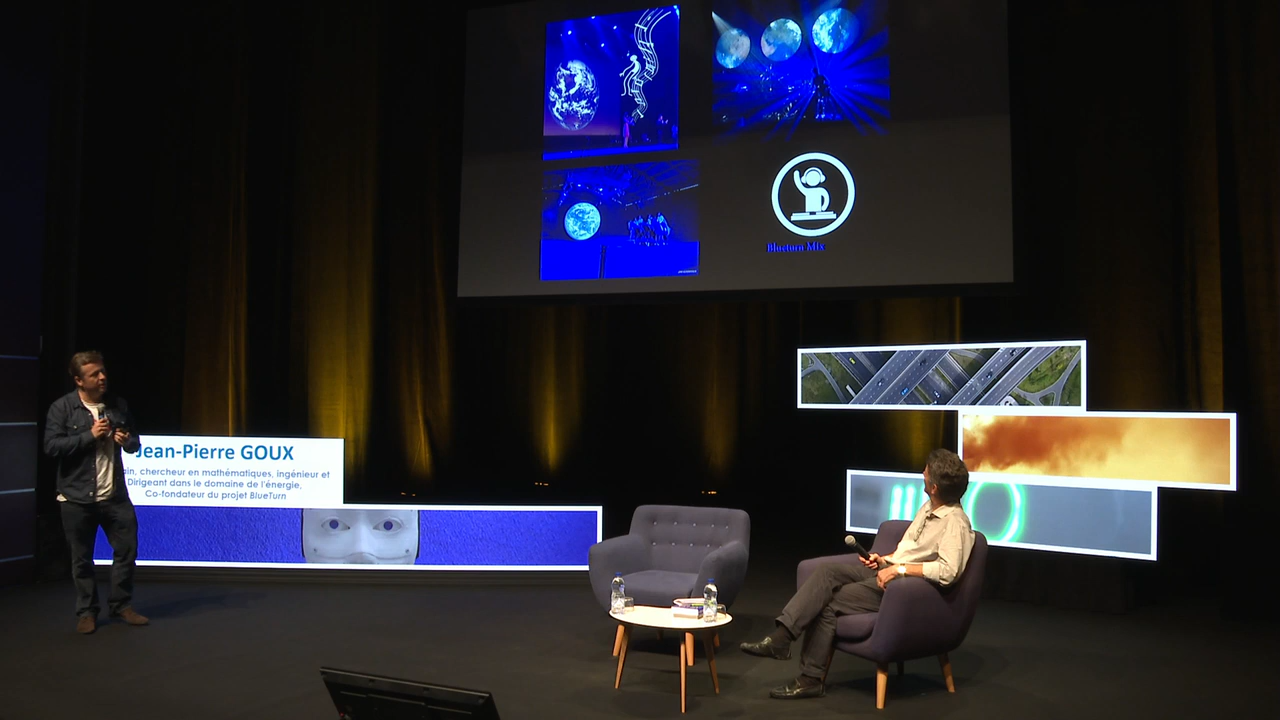 Blueturn Mix
Jean-Pierre GOUX
ain, chercheur en mathématiques, ingénieur et
Dirigeant dans le domaine de l'énergie,
Co-fondateur du projet BlueTurn